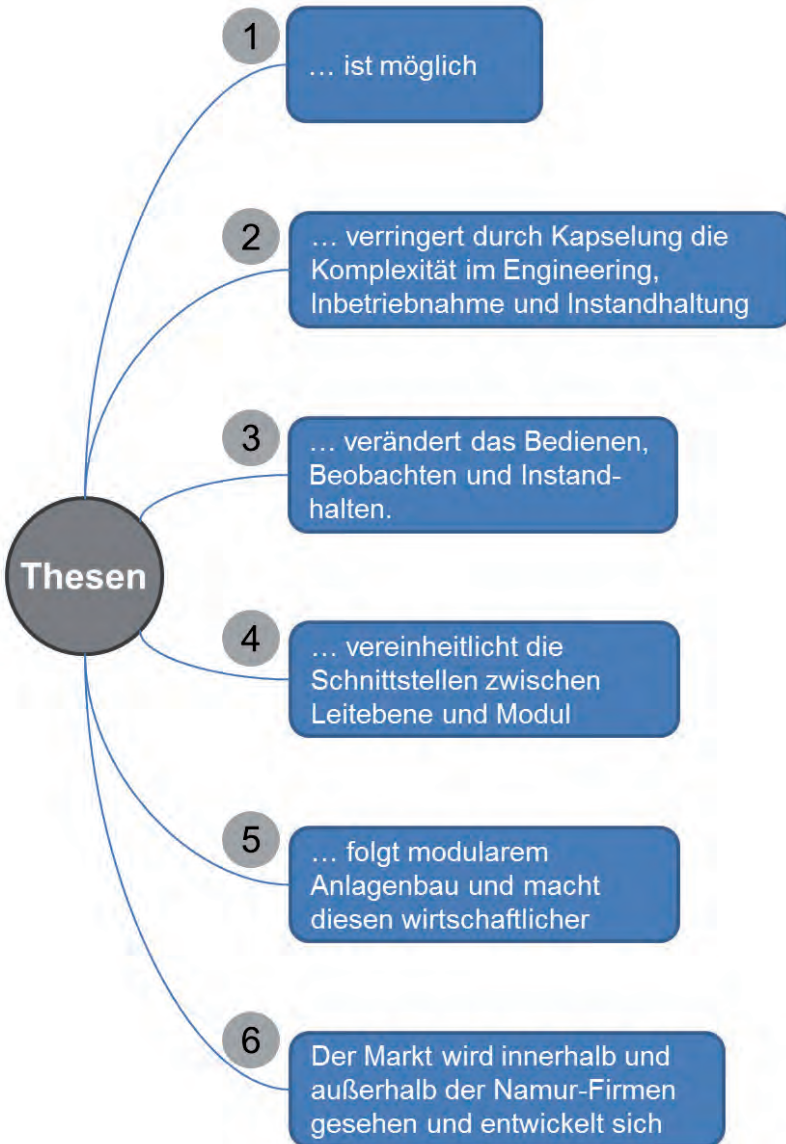 1
… ist möglich
2
… verringert durch Kapselung die
Komplexität im Engineering,
Inbetriebnahme und Instandhaltung
3
… verändert das Bedienen,
Beobachten und Instand-
halten.
Thesen
4
… vereinheitlicht die
Schnittstellen zwischen
Leitebene und Modul
5
… folgt modularem
Anlagenbau und macht
diesen wirtschaftlicher
6
Der Markt wird innerhalb und
außerhalb der Namur-Firmen
gesehen und entwickelt sich